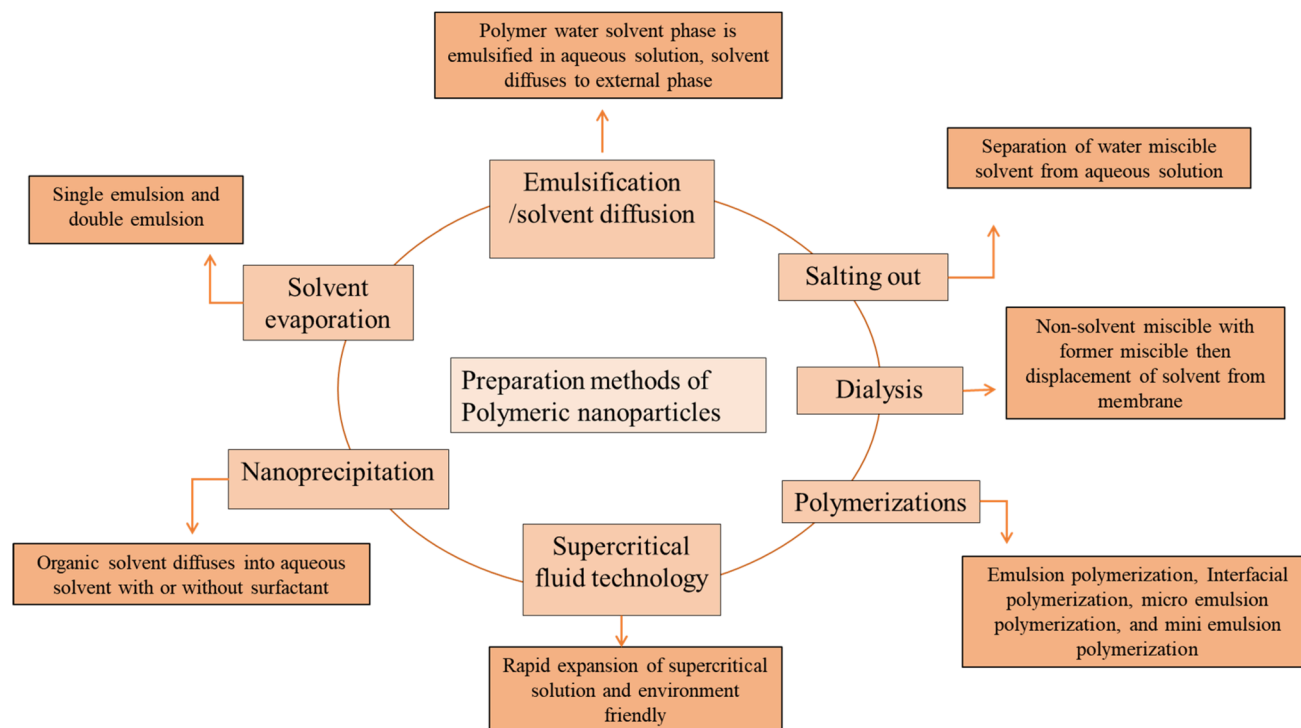 Polymer water solvent phase is
emulsified in aqueous solution, solvent
diffuses to external phase
Separation of water miscible
solvent from aqueous solution
Emulsification
/solvent diffusion
Single emulsion and
double emulsion
Salting out
Solvent
evaporation
Non-solvent miscible with
former miscible then
displacement of solvent from
membrane
Preparation methods of
Polymeric nanoparticles
Dialysis
Nanoprecipitation
Polymerizations
Supercritical
fluid technology
Organic solvent diffuses into aqueous
solvent with or without surfactant
Emulsion polymerization, Interfacial
polymerization, micro emulsion
polymerization, and mini emulsion
polymerization
Rapid expansion of supercritical
solution and environment
friendly